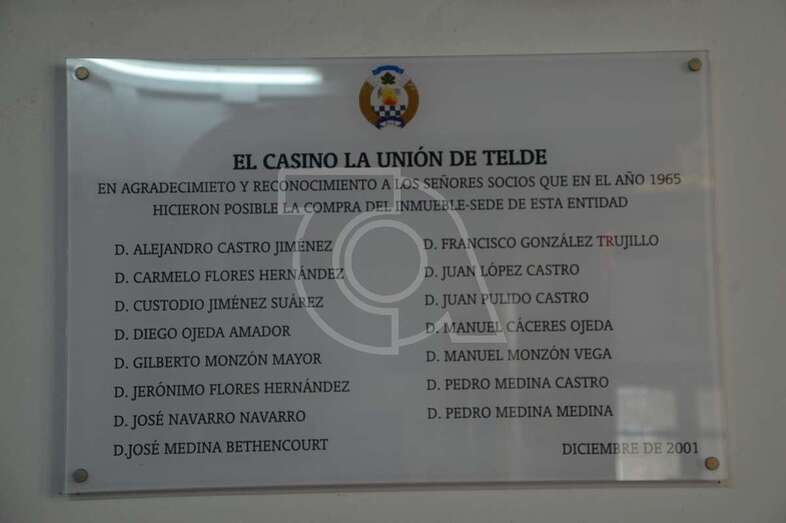 EL CASINO LA UNIÓN DE TELDE
EN AGRADECIMIETO Y RECONOCIMIENTO A LOS SEÑORES SOCIOS QUE EN EL AÑO 1965
HICIERON POSIBLE LA COMPRA DEL INMUEBLE-SEDE DE ESTA ENTIDAD
D. ALEJANDRO CASTRO JIMÉNEZ
D. CARMELO FLORES HERNÁNDEZ
D. CUSTODIO JIMÉNEZ SUÁREZ
D. DIEGO OJEDA AMADOR
D. GILBERTO MONZÓN MAYOR
D. JERÓNIMO FLORES HERNÁNDEZ
D. JOSÉ NAVARRO NAVARRO
D.JOSÉ MEDINA BETHENCOURT
D. FRANCISCO GONZÁLEZ TRUJILLO
D. JUAN LÓPEZ CASTRO
D. JUAN PULIDO CASTRO
D. MANUEL CÁCERES OJEDA
D. MANUEL MONZÓN VEGA
D. PEDRO MEDINA CASTRO
D. PEDRO MEDINA MEDINA
DICIEMBRE DE 2001